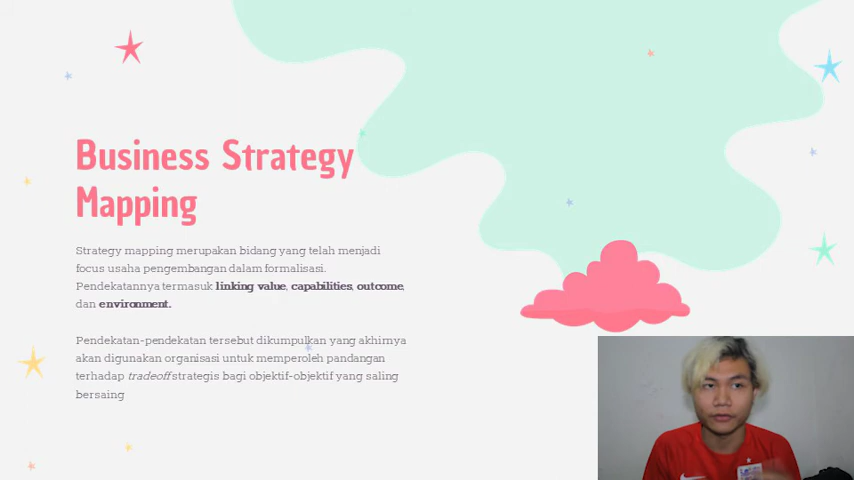 Business Strategy
Mapping
Strategy mapping merupakan bidang yang telah menjadi
focus usaha pengembangan dalam formalisasi.
Pendekatannya termasuk linking value, capabilities, outcome,
dan environment.
Pendekatan-pendekatan tersebut dikumpulkan yang akhirnya
akan digunakan organisasi untuk memperoleh pandangan
terhadap tradeoff strategis bagi objektif-objektif yang saling
bersaing